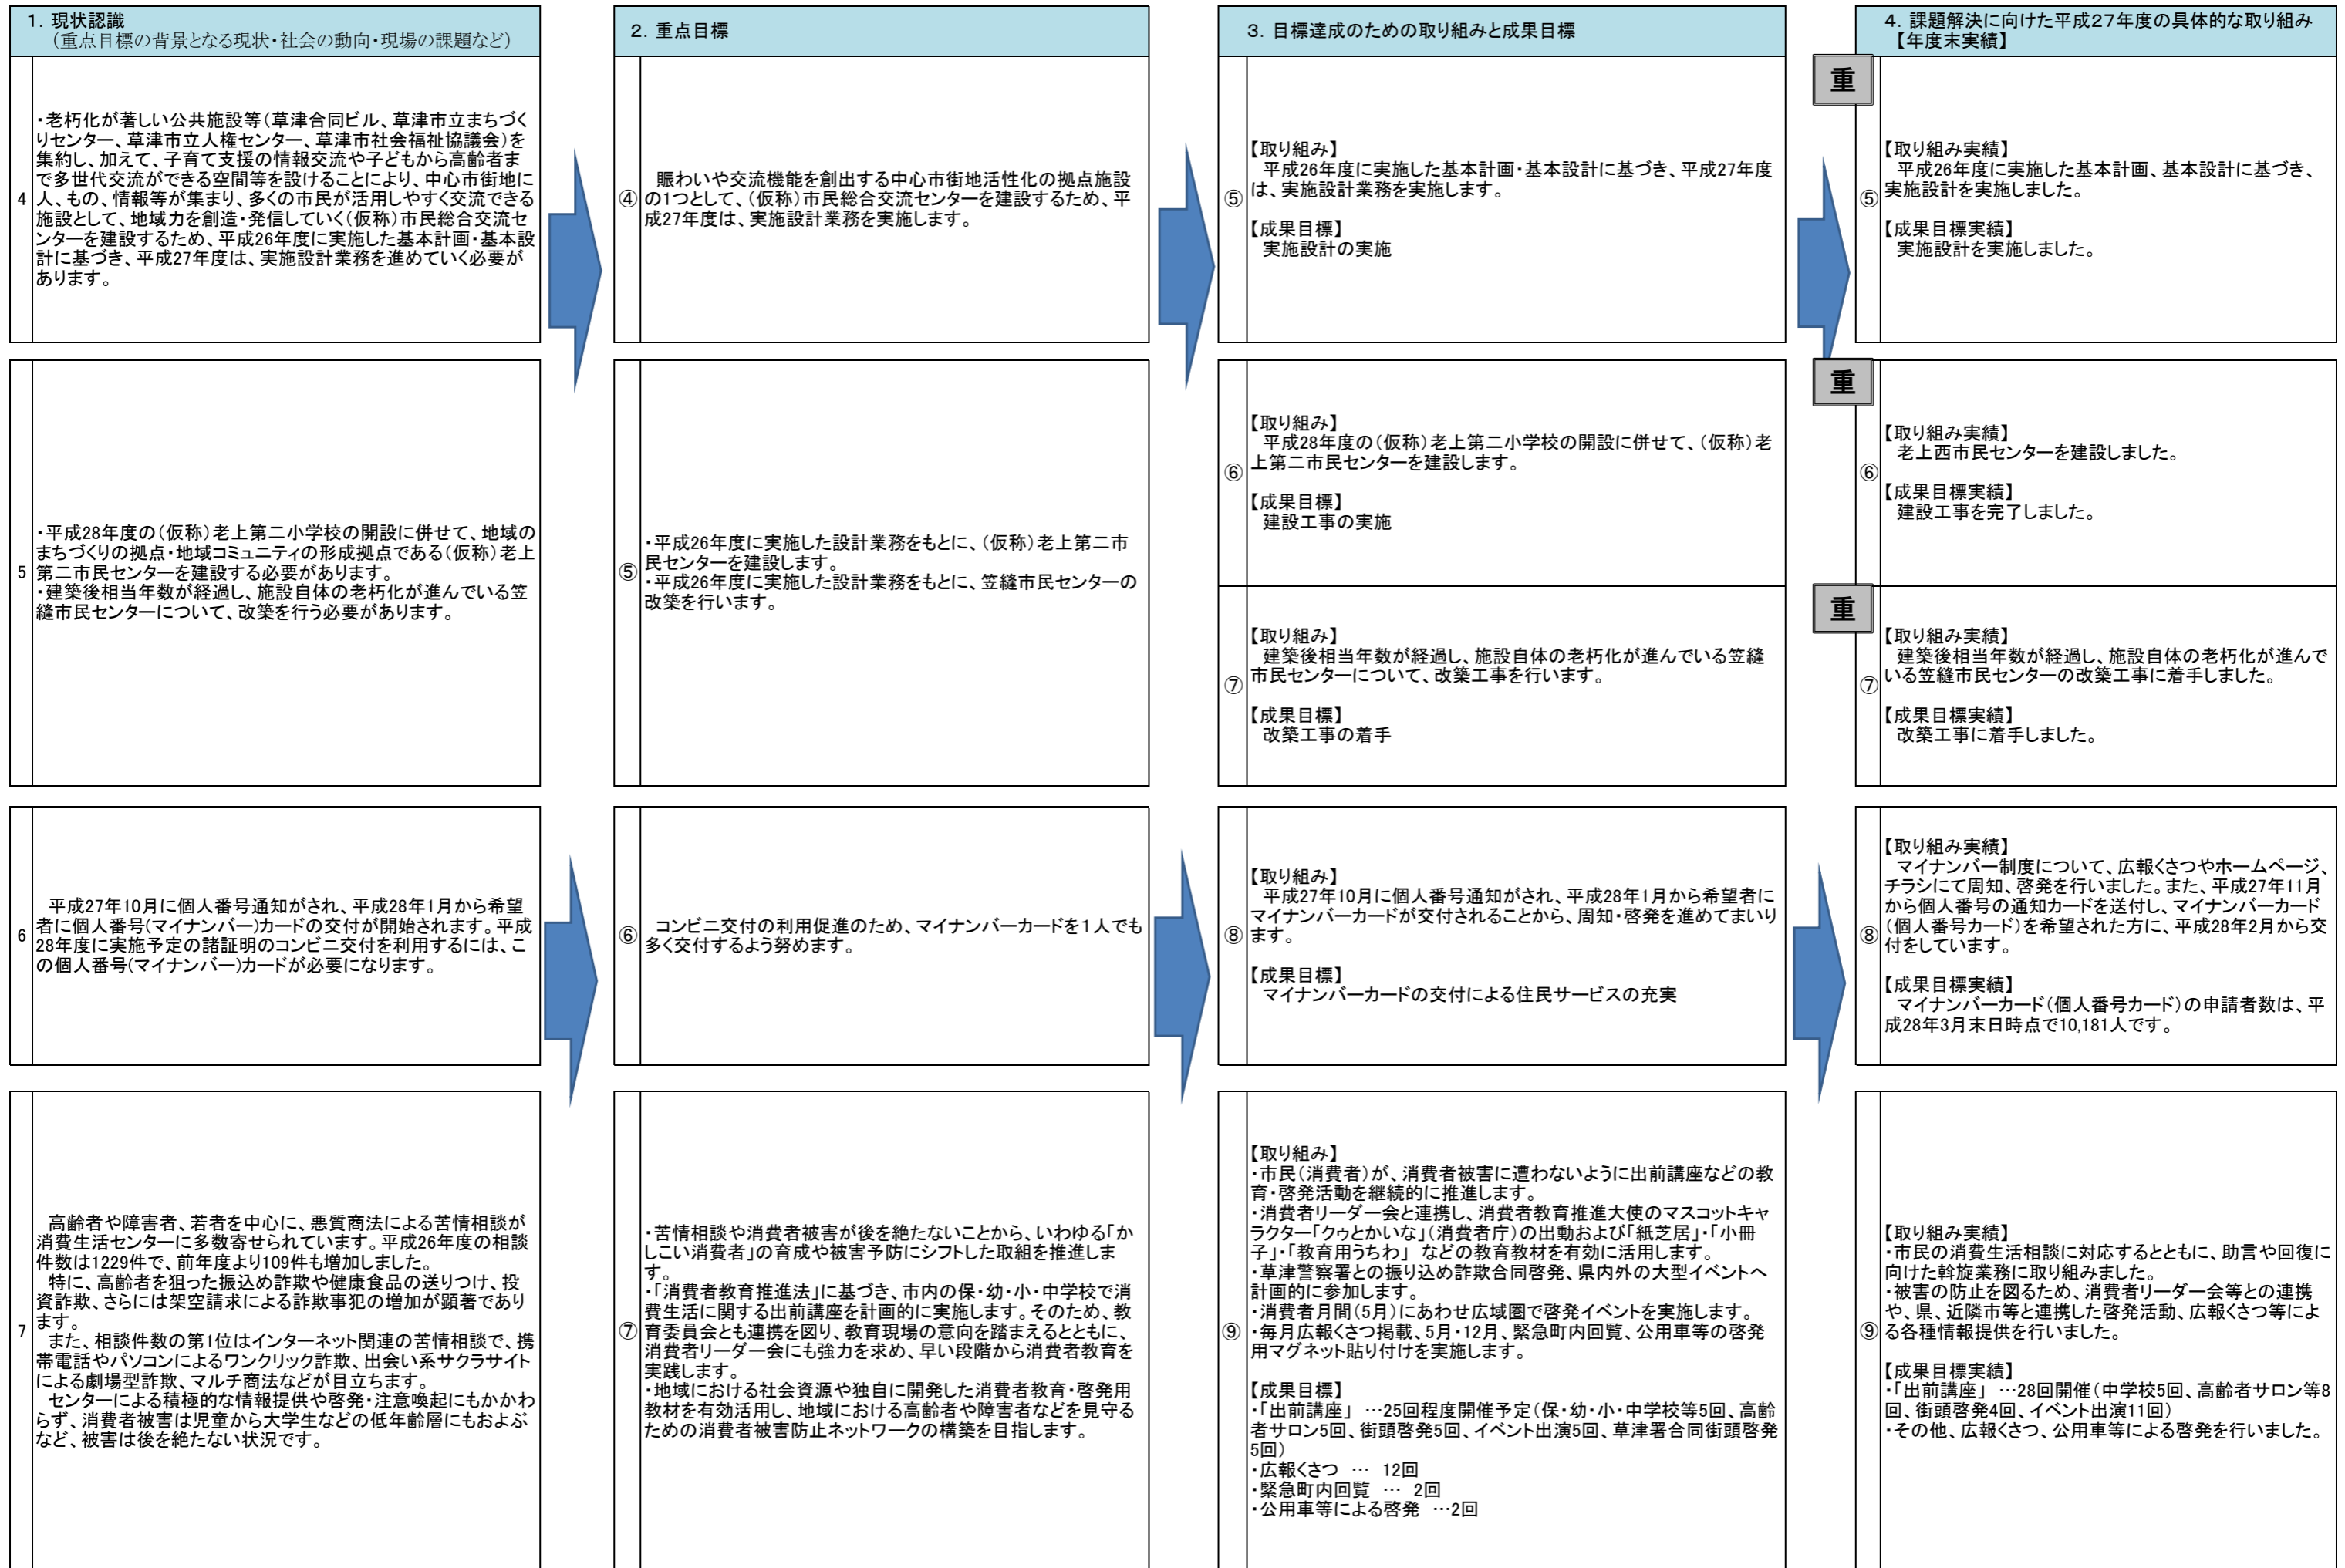 1．現状認識
（重点目標の背景となる現状・社会の動向・現場の課題など）
2．重点目標
3．目標達成のための取り組みと成果目標
4．課題解決に向けた平成27年度の具体的な取り組み
【年度末実績】
4
・老朽化が著しい公共施設等（草津合同ビル、草津市立まちづく
りセンター、草津市立人権センター、草津市社会福祉協議会）を
集約し、加えて、子育て支援の情報交流や子どもから高齢者ま
で多世代交流ができる空間等を設けることにより、中心市街地に
人、もの、情報等が集まり、多くの市民が活用しやすく交流できる
施設として、地域力を創造・発信していく（仮称）市民総合交流セ
ンターを建設するため、平成26年度に実施した基本計画・基本設
計に基づき、平成27年度は、実施設計業務を進めていく必要が
あります。
④
賑わいや交流機能を創出する中心市街地活性化の拠点施設
の1つとして、（仮称）市民総合交流センターを建設するため、平
成27年度は、実施設計業務を実施します。
⑤
【取り組み】
平成26年度に実施した基本計画・基本設計に基づき、平成27年度
は、実施設計業務を実施します。
【成果目標】
実施設計の実施
重
⑤
【取り組み実績】
平成26年度に実施した基本計画、基本設計に基づき、
実施設計を実施しました。
【成果目標実績】
実施設計を実施しました。
5
・平成28年度の（仮称）老上第二小学校の開設に併せて、地域の
まちづくりの拠点・地域コミュニティの形成拠点である（仮称）老上
第二市民センターを建設する必要があります。
・建築後相当年数が経過し、施設自体の老朽化が進んでいる笠
縫市民センターについて、改築を行う必要があります。
⑤
・平成26年度に実施した設計業務をもとに、（仮称）老上第二市
民センターを建設します。
・平成26年度に実施した設計業務をもとに、笠縫市民センターの
改築を行います。
⑥
【取り組み】
平成28年度の（仮称）老上第二小学校の開設に併せて、（仮称）老
上第二市民センターを建設します。
【成果目標】
建設工事の実施
重
⑥
【取り組み実績】
老上西市民センターを建設しました。
【成果目標実績】
建設工事を完了しました。
⑦
【取り組み】
建築後相当年数が経過し、施設自体の老朽化が進んでいる笠縫
市民センターについて、改築工事を行います。
【成果目標】
改築工事の着手
重
⑦
【取り組み実績】
建築後相当年数が経過し、施設自体の老朽化が進んで
いる笠縫市民センターの改築工事に着手しました。
【成果目標実績】
改築工事に着手しました。
6
平成27年10月に個人番号通知がされ、平成28年1月から希望
者に個人番号(マイナンバー)カードの交付が開始されます。平成
28年度に実施予定の諸証明のコンビニ交付を利用するには、こ
の個人番号(マイナンバー)カードが必要になります。
⑥
コンビニ交付の利用促進のため、マイナンバーカードを1人でも
多く交付するよう努めます。
⑧
【取り組み】
平成27年10月に個人番号通知がされ、平成28年1月から希望者に
マイナンバーカードが交付されることから、周知・啓発を進めてまいり
ます。
【成果目標】
マイナンバーカードの交付による住民サービスの充実
⑧
【取り組み実績】
マイナンバー制度について、広報くさつやホームページ、
チラシにて周知、啓発を行いました。また、平成27年11月
から個人番号の通知カードを送付し、マイナンバーカード
（個人番号カード）を希望された方に、平成28年2月から交
付をしています。
【成果目標実績】
マイナンバーカード（個人番号カード）の申請者数は、平
成28年3月末日時点で10,181人です。
7
高齢者や障害者、若者を中心に、悪質商法による苦情相談が
消費生活センターに多数寄せられています。平成26年度の相談
件数は1229件で、前年度より109件も増加しました。
特に、高齢者を狙った振込め詐欺や健康食品の送りつけ、投
資詐欺、さらには架空請求による詐欺事犯の増加が顕著であり
ます。
また、相談件数の第1位はインターネット関連の苦情相談で、携
帯電話やパソコンによるワンクリック詐欺、出会い系サクラサイト
による劇場型詐欺、マルチ商法などが目立ちます。
センターによる積極的な情報提供や啓発・注意喚起にもかかわ
らず、消費者被害は児童から大学生などの低年齢層にもおよぶ
など、被害は後を絶たない状況です。
⑦
・苦情相談や消費者被害が後を絶たないことから、いわゆる「か
しこい消費者」の育成や被害予防にシフトした取組を推進しま
す。
・「消費者教育推進法」に基づき、市内の保・幼・小・中学校で消
費生活に関する出前講座を計画的に実施します。そのため、教
育委員会とも連携を図り、教育現場の意向を踏まえるとともに、
消費者リーダー会にも強力を求め、早い段階から消費者教育を
実践します。
・地域における社会資源や独自に開発した消費者教育・啓発用
教材を有効活用し、地域における高齢者や障害者などを見守る
ための消費者被害防止ネットワークの構築を目指します。
⑨
【取り組み】
・市民（消費者）が、消費者被害に遭わないように出前講座などの教
育・啓発活動を継続的に推進します。
・消費者リーダー会と連携し、消費者教育推進大使のマスコットキャ
ラクター「クゥとかいな」（消費者庁）の出動および「紙芝居」・「小冊
子」・「教育用うちわ」 などの教育教材を有効に活用します。
・草津警察署との振り込め詐欺合同啓発、県内外の大型イベントへ
計画的に参加します。
・消費者月間（5月）にあわせ広域圏で啓発イベントを実施します。
・毎月広報くさつ掲載、5月・12月、緊急町内回覧、公用車等の啓発
用マグネット貼り付けを実施します。
【成果目標】
・「出前講座」 …25回程度開催予定（保・幼・小・中学校等5回、高齢
者サロン5回、街頭啓発5回、イベント出演5回、草津署合同街頭啓発
5回）
・広報くさつ … 12回
・緊急町内回覧 … 2回
・公用車等による啓発 …2回
⑨
【取り組み実績】
・市民の消費生活相談に対応するとともに、助言や回復に
向けた斡旋業務に取り組みました。
・被害の防止を図るため、消費者リーダー会等との連携
や、県、近隣市等と連携した啓発活動、広報くさつ等によ
る各種情報提供を行いました。
【成果目標実績】
・「出前講座」 …28回開催（中学校5回、高齢者サロン等8
回、街頭啓発4回、イベント出演11回）
・その他、広報くさつ、公用車等による啓発を行いました。